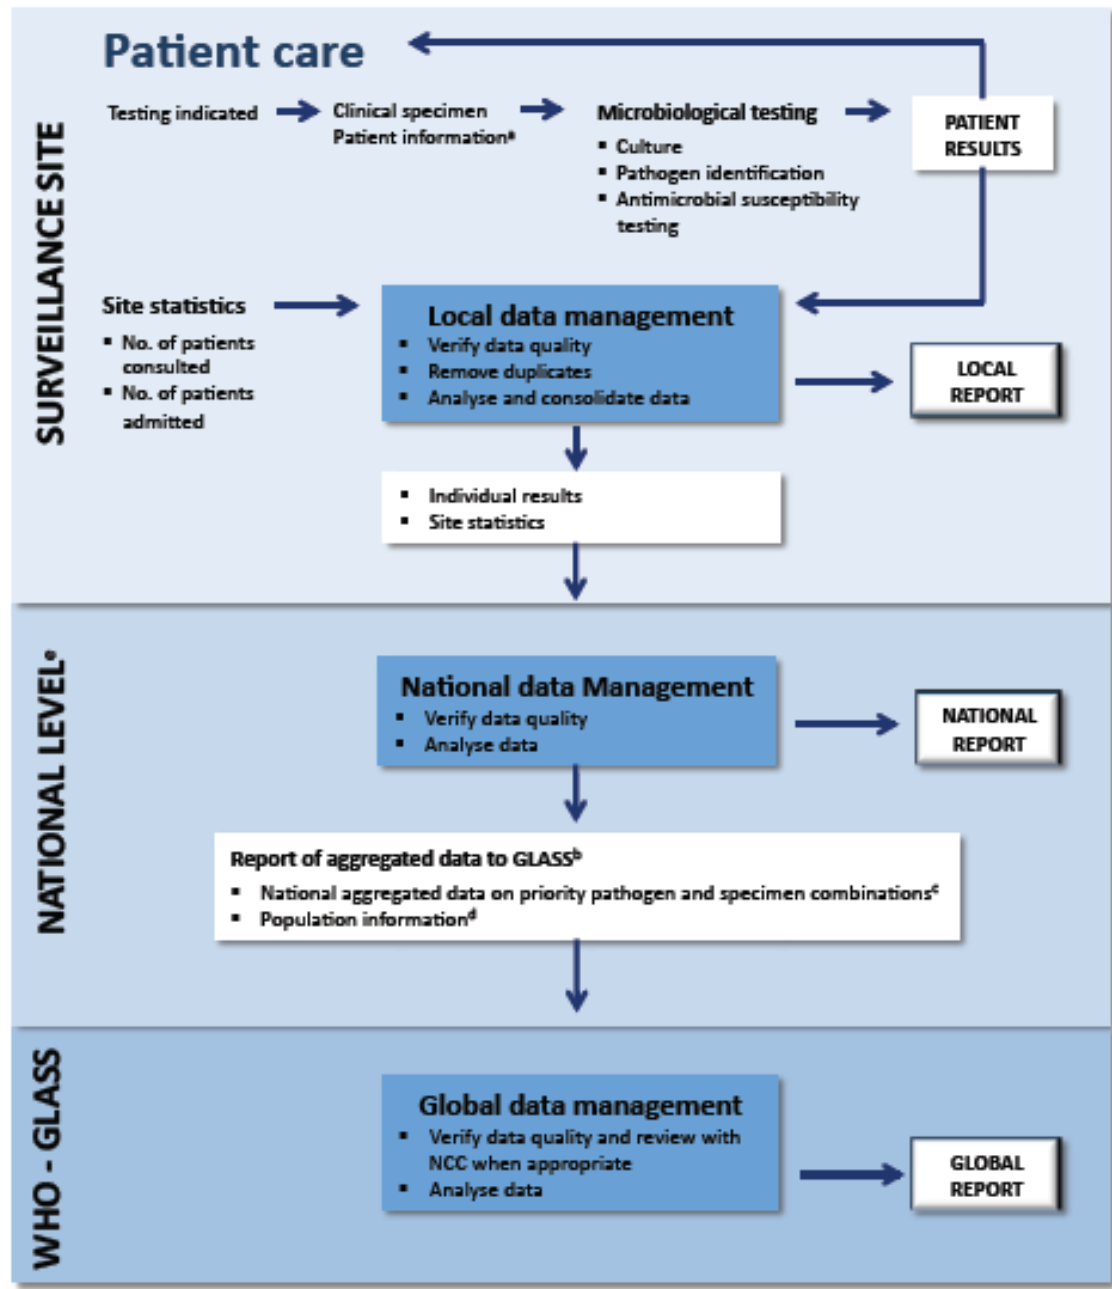 SURVEILLANCE SITE
Patient care
Testing indicated
Clinical specimen
Patient informationᵃ
Microbiological testing
▪ Culture
▪ Pathogen identification
▪ Antimicrobial susceptibility
testing
PATIENT
RESULTS
Site statistics
▪ No. of patients
consulted
▪ No. of patients
admitted
Local data management
▪ Verify data quality
▪ Remove duplicates
▪ Analyse and consolidate data
LOCAL
REPORT
▪ Individual results
▪ Site statistics
NATIONAL LEVELᵉ
National data Management
▪ Verify data quality
▪ Analyse data
NATIONAL
REPORT
Report of aggregated data to GLASSᵇ
▪ National aggregated data on priority pathogen and specimen combinationsᶜ
▪ Population informationᵈ
WHO - GLASS
Global data management
▪ Verify data quality and review with
NCC when appropriate
▪ Analyse data
GLOBAL
REPORT